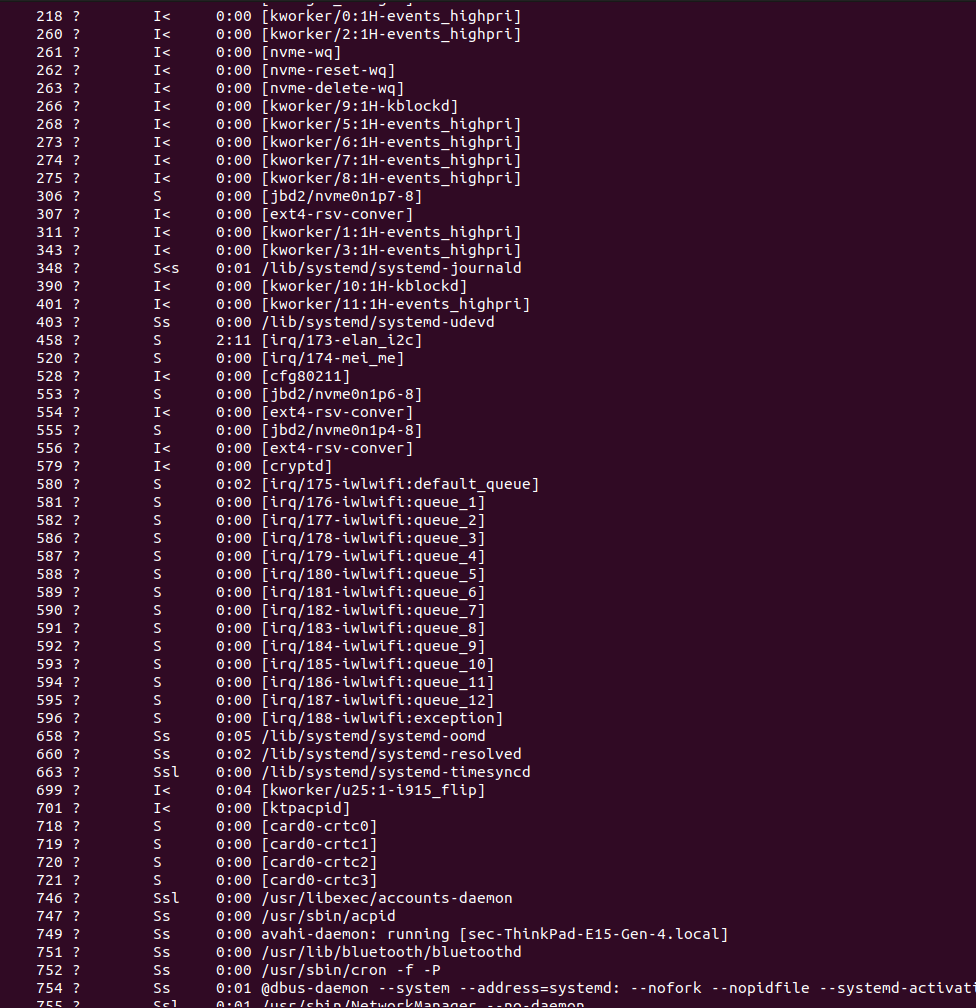 218 ? I< 0:00 [kworker/0:1H-events_highpri]
260 ? I< 0:00 [kworker/2:1H-events_highpri]
261 ? I< 0:00 [nvme-wq]
262 ? I< 0:00 [nvme-reset-wq]
263 ? I< 0:00 [nvme-delete-wq]
266 ? I< 0:00 [kworker/9:1H-kblockd]
268 ? I< 0:00 [kworker/5:1H-events_highpri]
273 ? I< 0:00 [kworker/6:1H-events_highpri]
274 ? I< 0:00 [kworker/7:1H-events_highpri]
275 ? I< 0:00 [kworker/8:1H-events_highpri]
306 ? S 0:00 [jbd2/nvme0n1p7-8]
307 ? I< 0:00 [ext4-rsv-conver]
311 ? I< 0:00 [kworker/1:1H-events_highpri]
343 ? I< 0:00 [kworker/3:1H-events_highpri]
348 ? S<s 0:01 /lib/systemd/systemd-journald
390 ? I< 0:00 [kworker/10:1H-kblockd]
401 ? I< 0:00 [kworker/11:1H-events_highpri]
403 ? Ss 0:00 /lib/systemd/systemd-udevd
458 ? S 2:11 [irq/173-elan_i2c]
520 ? S 0:00 [irq/174-mei_me]
528 ? I< 0:00 [cfg80211]
553 ? S 0:00 [jbd2/nvme0n1p6-8]
554 ? I< 0:00 [ext4-rsv-conver]
555 ? S 0:00 [jbd2/nvme0n1p4-8]
556 ? I< 0:00 [ext4-rsv-conver]
579 ? I< 0:00 [cryptd]
580 ? S 0:02 [irq/175-iwlwifi:default_queue]
581 ? S 0:00 [irq/176-iwlwifi:queue_1]
582 ? S 0:00 [irq/177-iwlwifi:queue_2]
586 ? S 0:00 [irq/178-iwlwifi:queue_3]
587 ? S 0:00 [irq/179-iwlwifi:queue_4]
588 ? S 0:00 [irq/180-iwlwifi:queue_5]
589 ? S 0:00 [irq/181-iwlwifi:queue_6]
590 ? S 0:00 [irq/182-iwlwifi:queue_7]
591 ? S 0:00 [irq/183-iwlwifi:queue_8]
592 ? S 0:00 [irq/184-iwlwifi:queue_9]
593 ? S 0:00 [irq/185-iwlwifi:queue_10]
594 ? S 0:00 [irq/186-iwlwifi:queue_11]
595 ? S 0:00 [irq/187-iwlwifi:queue_12]
596 ? S 0:00 [irq/188-iwlwifi:exception]
658 ? Ss 0:05 /lib/systemd/systemd-oomd
660 ? Ss 0:02 /lib/systemd/systemd-resolved
663 ? Ssl 0:00 /lib/systemd/systemd-timesyncd
699 ? I< 0:04 [kworker/u25:1-i915_flip]
701 ? I< 0:00 [ktpacpid]
718 ? S 0:00 [card0-crtc0]
719 ? S 0:00 [card0-crtc1]
720 ? S 0:00 [card0-crtc2]
721 ? S 0:00 [card0-crtc3]
746 ? Ssl 0:00 /usr/libexec/accounts-daemon
747 ? Ss 0:00 /usr/sbin/acpid
749 ? Ss 0:00 avahi-daemon: running [sec-ThinkPad-E15-Gen-4.local]
751 ? Ss 0:00 /usr/lib/bluetooth/bluetoothd
752 ? Ss 0:00 /usr/sbin/cron -f -P
754 ? Ss 0:01 @dbus-daemon --system --address=systemd: --nofork --nopidfile --systemd-activati
755 ? Ssl 0:01 /usr/sbin/NetworkManager --no-daemon